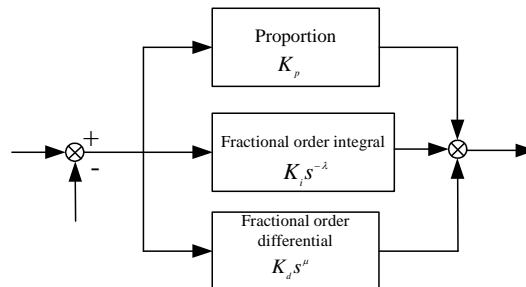 Proportion
K_p
+
Fractional order integral
K_i s^{-λ}
-
Fractional order
differential
K_d s^μ